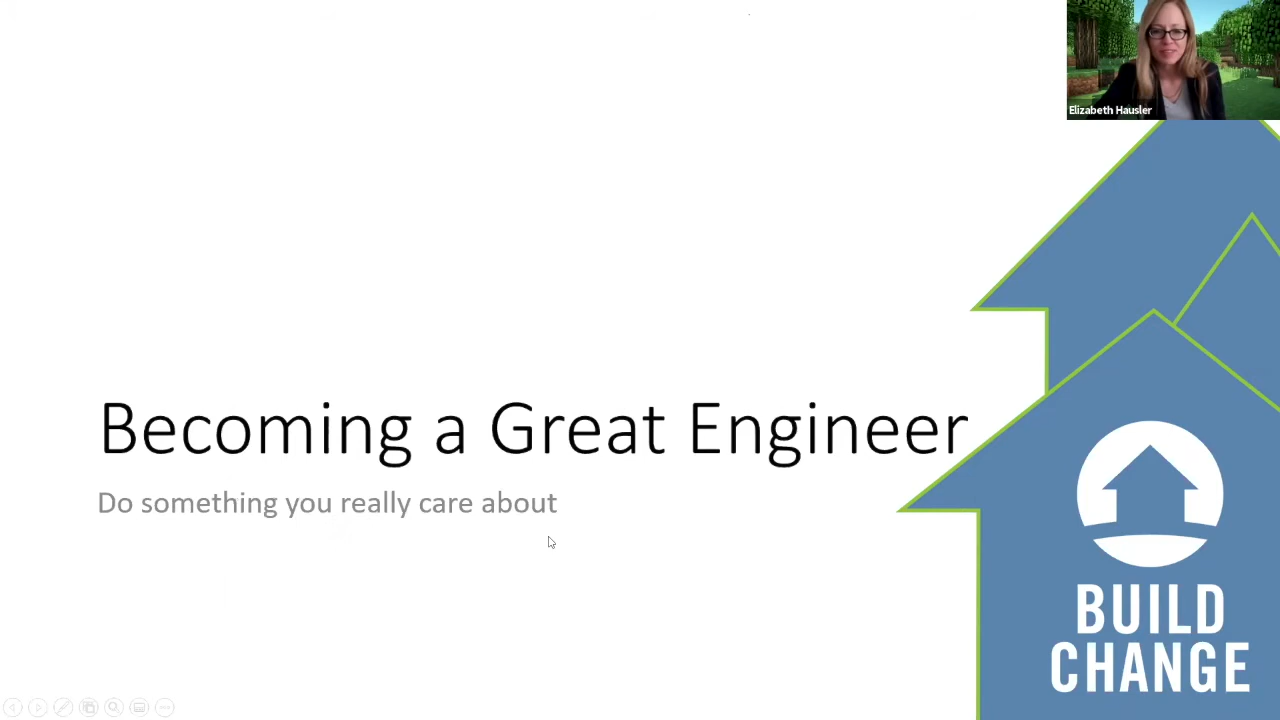 Elizabeth Hausler
Becoming a Great Engineer
Do something you really care about
BUILD
CHANGE